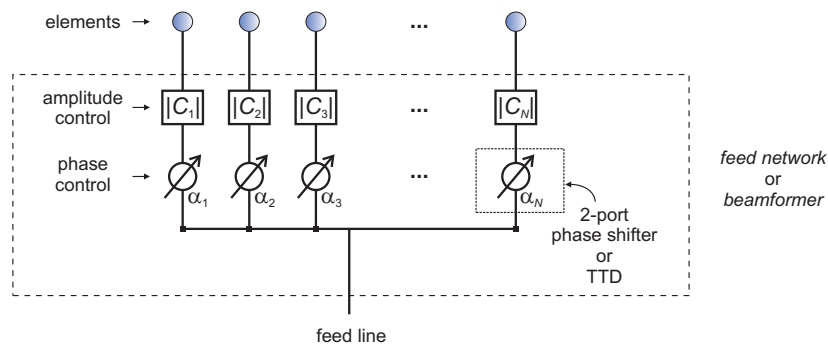 elements
...
amplitude
control
|C1| |C2| |C3| ... |CN|
phase
control
...
α1 α2 α3 αN
feed network
or
beamformer
2-port
phase shifter
or
TTD
feed line